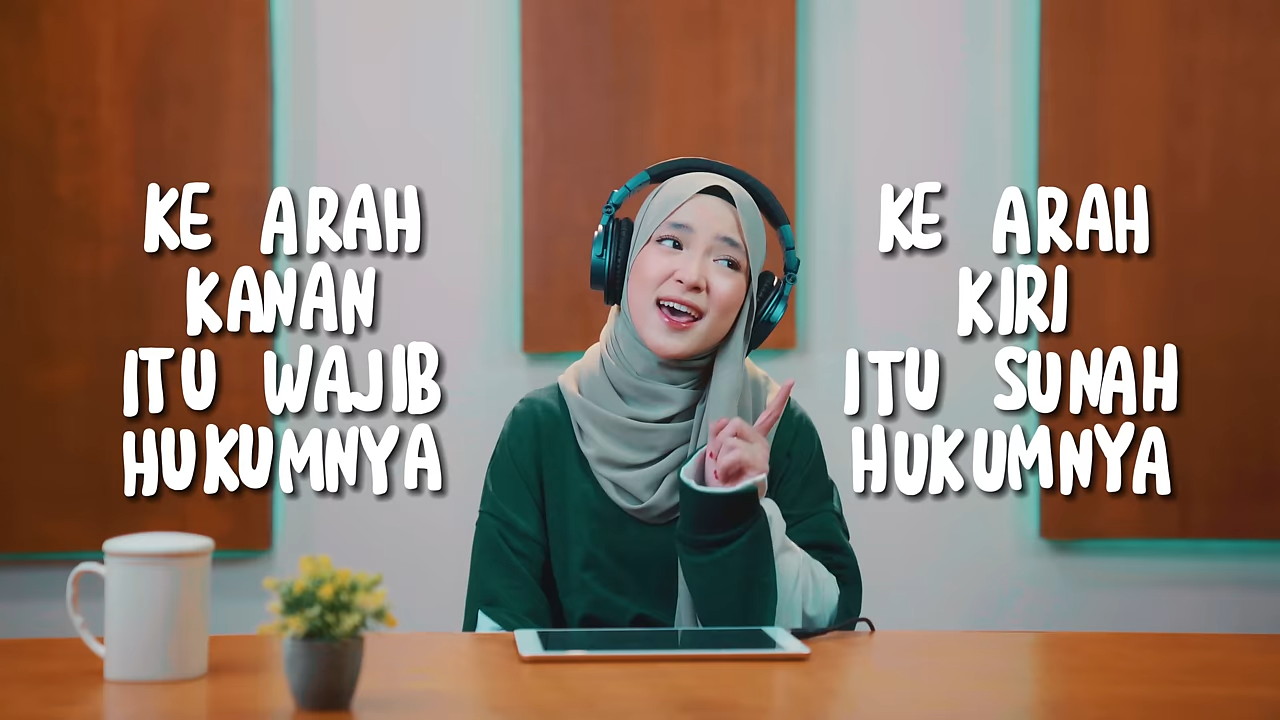 KE ARAH
KANAN
ITU WAJIB
HUKUMNYA
KE ARAH
KIRI
ITU SUNAH
HUKUMNYA